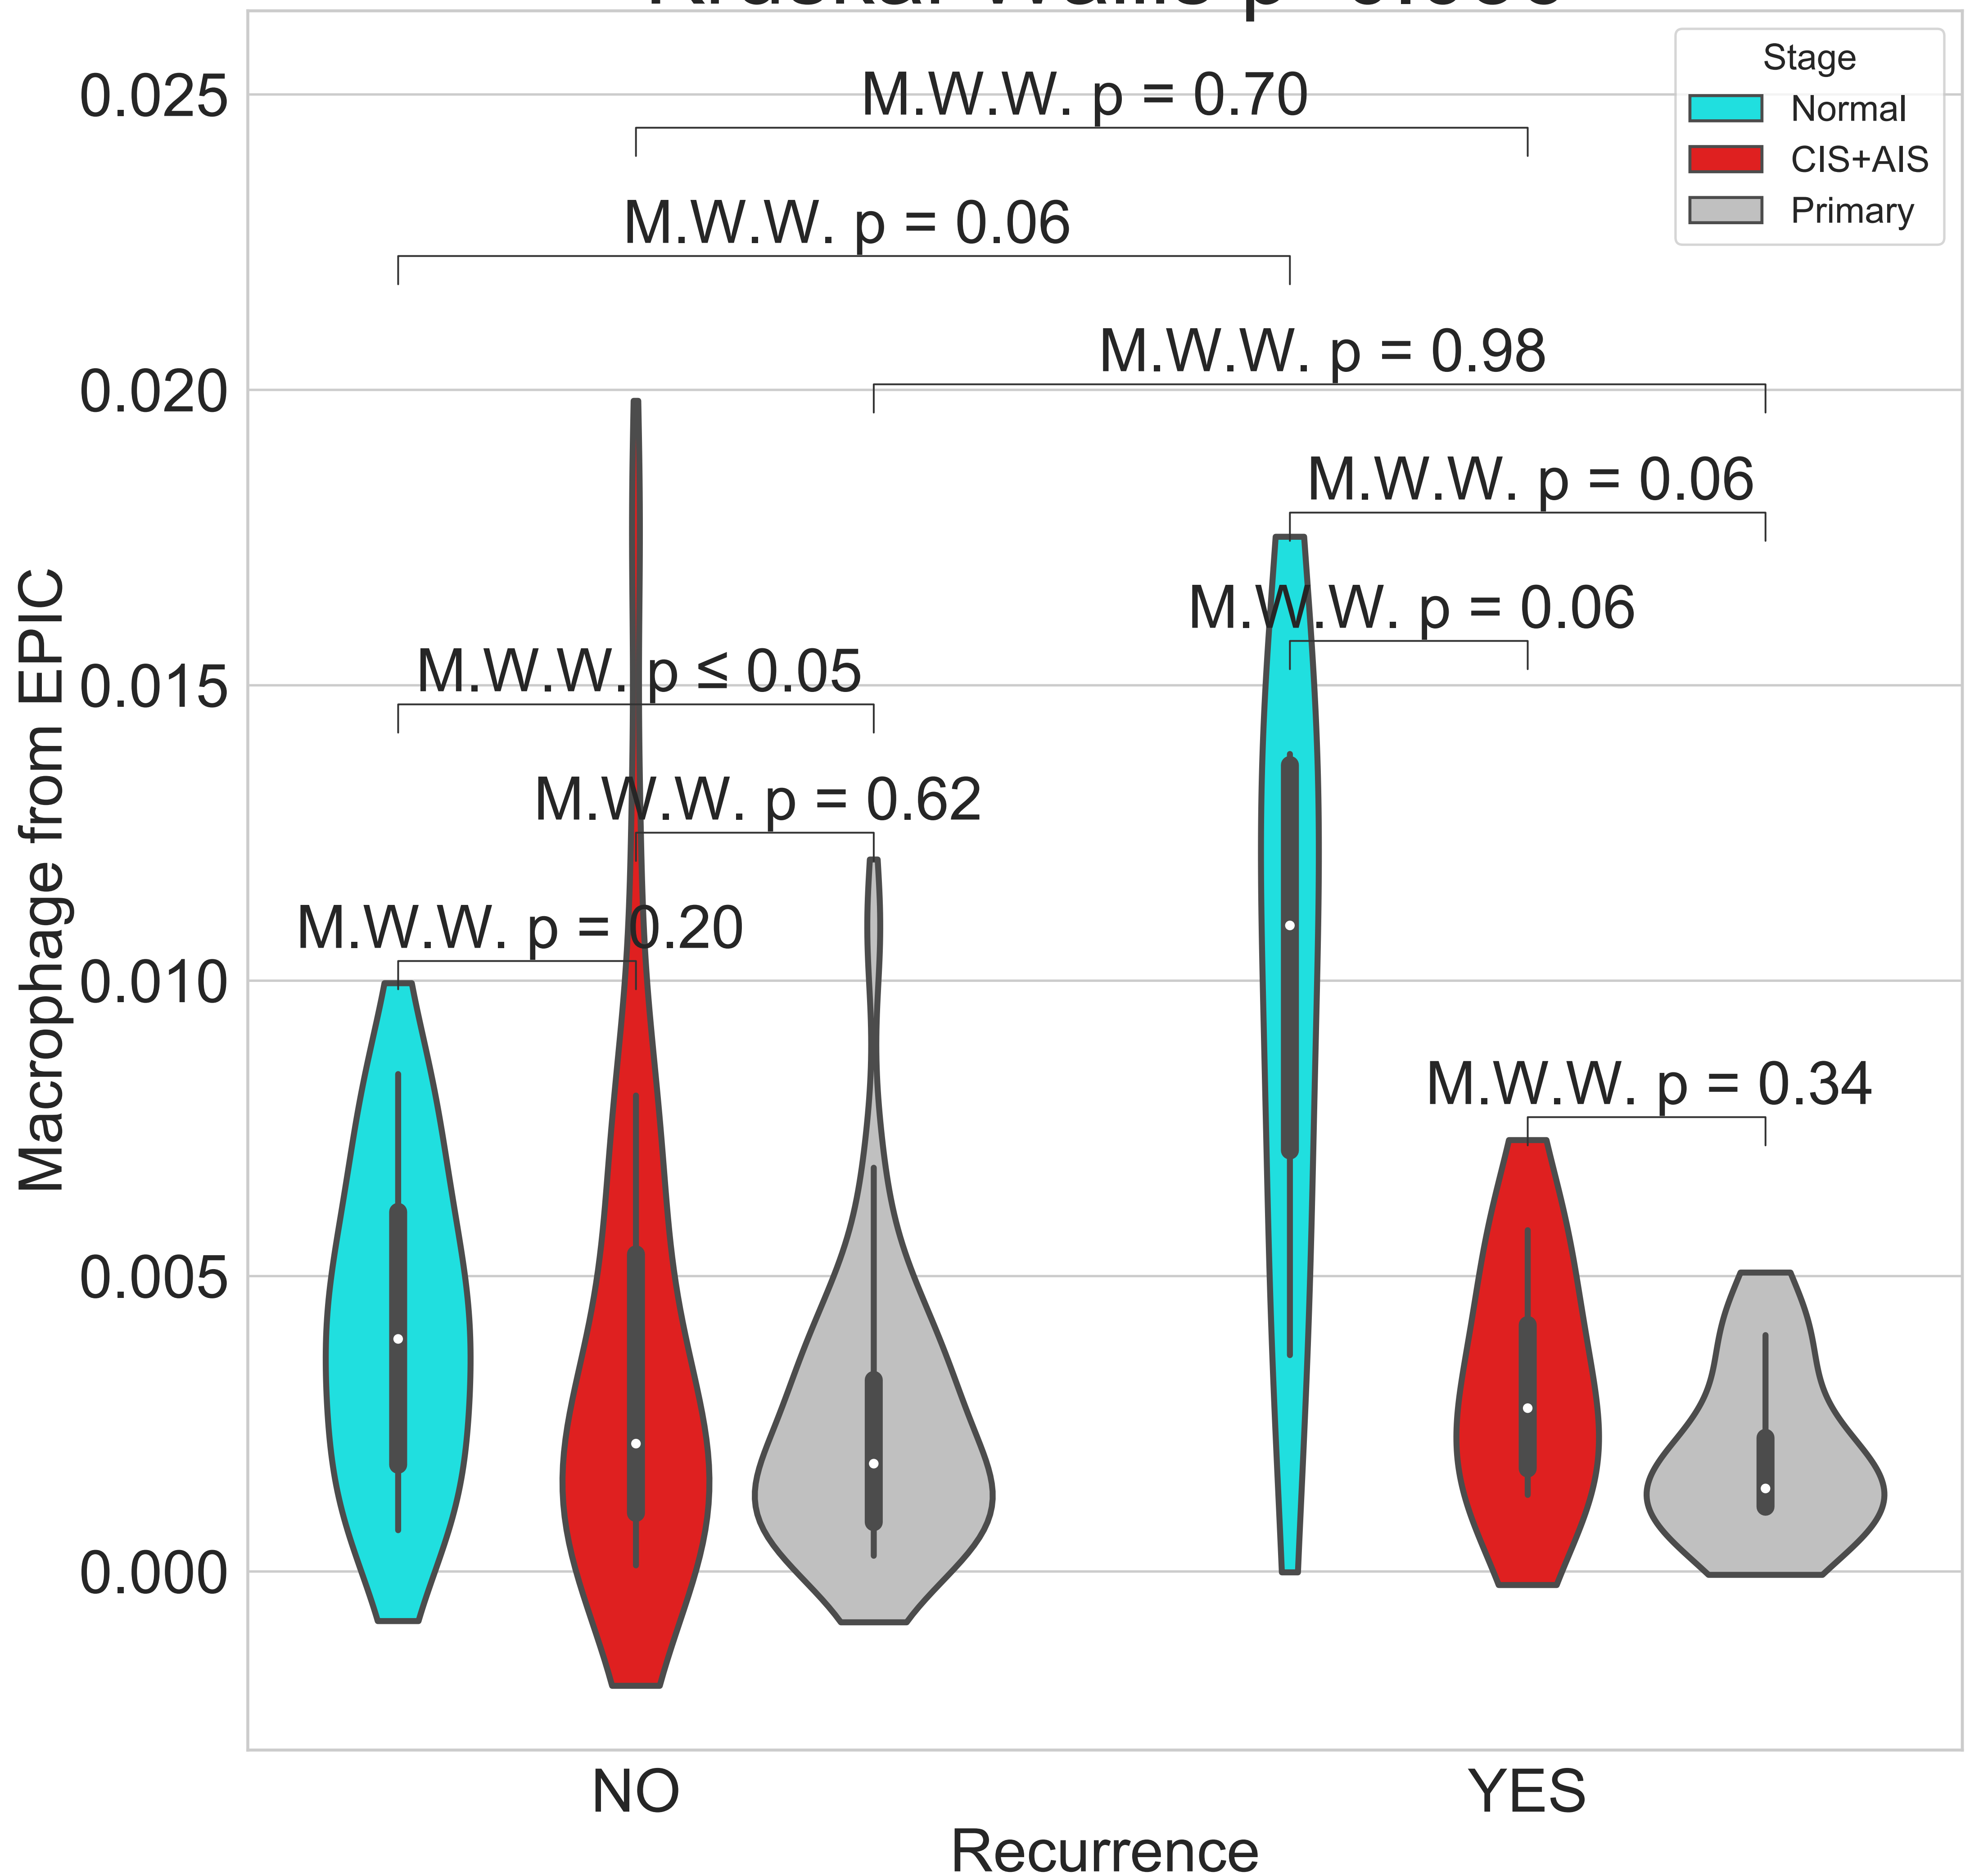 Stage
Normal
CIS+AIS
Primary
M.W.W. p = 0.70
M.W.W. p = 0.06
M.W.W. p = 0.98
M.W.W. p = 0.06
M.W.W. p = 0.06
M.W.W. p ≤ 0.05
M.W.W. p = 0.62
M.W.W. p = 0.20
M.W.W. p = 0.34
0.025
0.020
0.015
0.010
0.005
0.000
Macrophage from EPIC
NO
YES
Recurrence